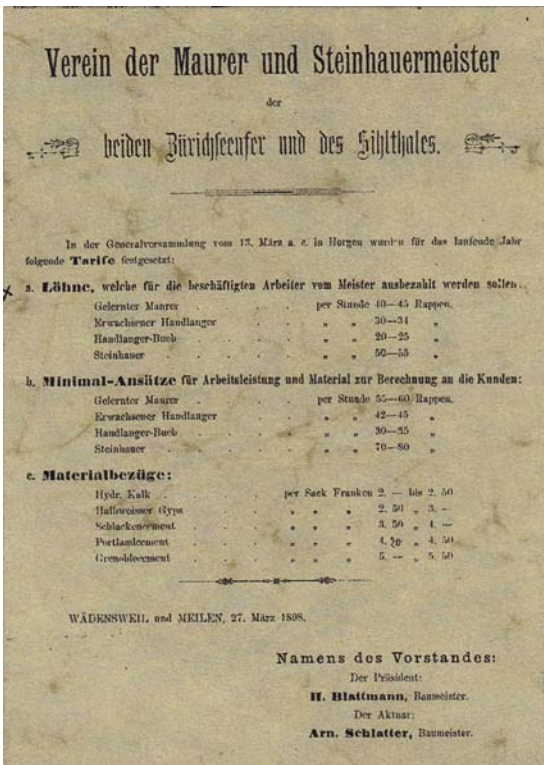 Verein der Maurer und Steinhauermeister
der
beiden Zürichseeufer und des Sihlthales.
In der Generalversammlung vom 13. März a. c. in Horgen wurden für das laufende Jahr
folgende Tarife festgesetzt:
a. Löhne, welche für die beschäftigten Arbeiter vom Meister ausbezahlt werden sollen:
Gelernter Maurer . . . per Stunde 40—45 Rappen.
Erwachsener Handlanger . . „ „ 30—34 „
Handlanger-Bueb . . . „ „ 20—25 „
Steinhauer . . . . „ „ 50—55 „
b. Minimal-Ansätze für Arbeitsleistung und Material zur Berechnung an die Kunden:
Gelernter Maurer . . . per Stunde 55—60 Rappen.
Erwachsener Handlanger . . „ „ 42—45 „
Handlanger-Bueb . . . „ „ 30—35 „
Steinhauer . . . . „ „ 70—80 „
c. Materialbezüge:
Hydr. Kalk . . . per Sack Franken 2. — bis 2. 50
Halbweisser Gyps . . „ „ „ 2. 50 „ 3. —
Schlackencement . . „ „ „ 3. 50 „ 4. —
Portlandcement . . „ „ „ 4. „ 4. 50
Grenoblecement . . „ „ „ 5. — „ 5. 50
WÄDENSWEIL und MEILEN, 27. März 1898.
Namens des Vorstandes:
Der Präsident:
H. Blattmann, Baumeister.
Der Aktuar:
Arn. Schlatter, Baumeister.